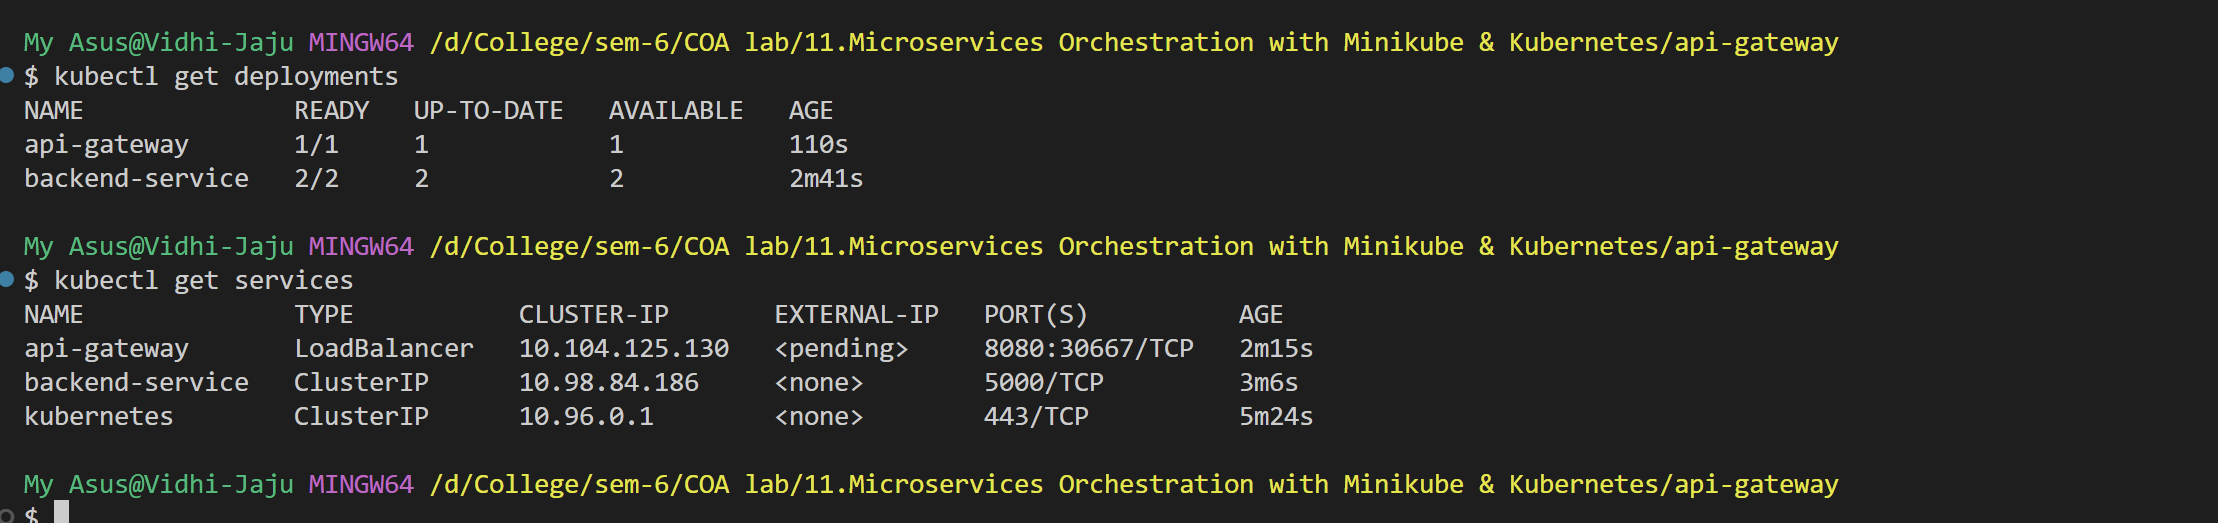 My Asus@Vidhi-Jaju MINGW64 /d/College/sem-6/COA lab/11.Microservices Orchestration with Minikube & Kubernetes/api-gateway
$ kubectl get deployments
NAME              READY   UP-TO-DATE   AVAILABLE   AGE
api-gateway       1/1     1            1           110s
backend-service   2/2     2            2           2m41s

My Asus@Vidhi-Jaju MINGW64 /d/College/sem-6/COA lab/11.Microservices Orchestration with Minikube & Kubernetes/api-gateway
$ kubectl get services
NAME              TYPE           CLUSTER-IP       EXTERNAL-IP   PORT(S)          AGE
api-gateway       LoadBalancer   10.104.125.130   <pending>     8080:30667/TCP   2m15s
backend-service   ClusterIP      10.98.84.186     <none>        5000/TCP         3m6s
kubernetes        ClusterIP      10.96.0.1        <none>        443/TCP          5m24s

My Asus@Vidhi-Jaju MINGW64 /d/College/sem-6/COA lab/11.Microservices Orchestration with Minikube & Kubernetes/api-gateway
$